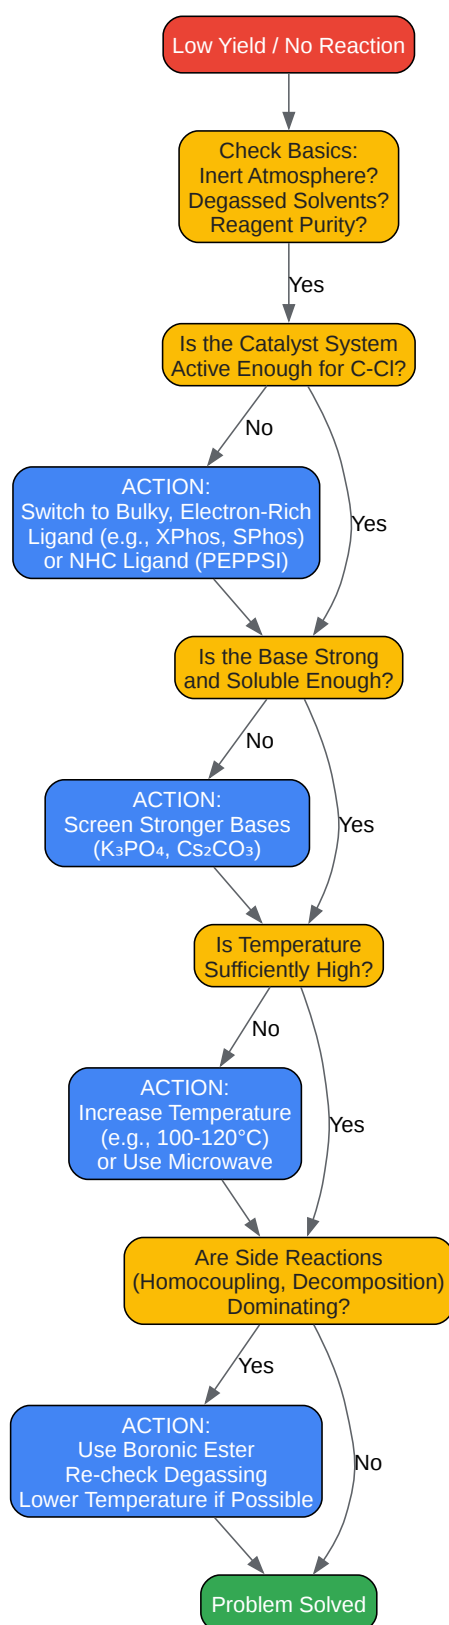 Low Yield / No Reaction
Check Basics:
Inert Atmosphere?
Degassed Solvents?
Reagent Purity?
Yes
Is the Catalyst System
Active Enough for C-Cl?
No
ACTION:
Switch to Bulky, Electron-Rich
Ligand (e.g., XPhos, SPhos)
or NHC Ligand (PEPPSI)
Yes
Is the Base Strong
and Soluble Enough?
No
ACTION:
Screen Stronger Bases
(K₃PO₄, Cs₂CO₃)
Yes
Is Temperature
Sufficiently High?
No
ACTION:
Increase Temperature
(e.g., 100-120°C)
or Use Microwave
Yes
Are Side Reactions
(Homocoupling, Decomposition)
Dominating?
Yes
ACTION:
Use Boronic Ester
Re-check Degassing
Lower Temperature if Possible
No
Problem Solved